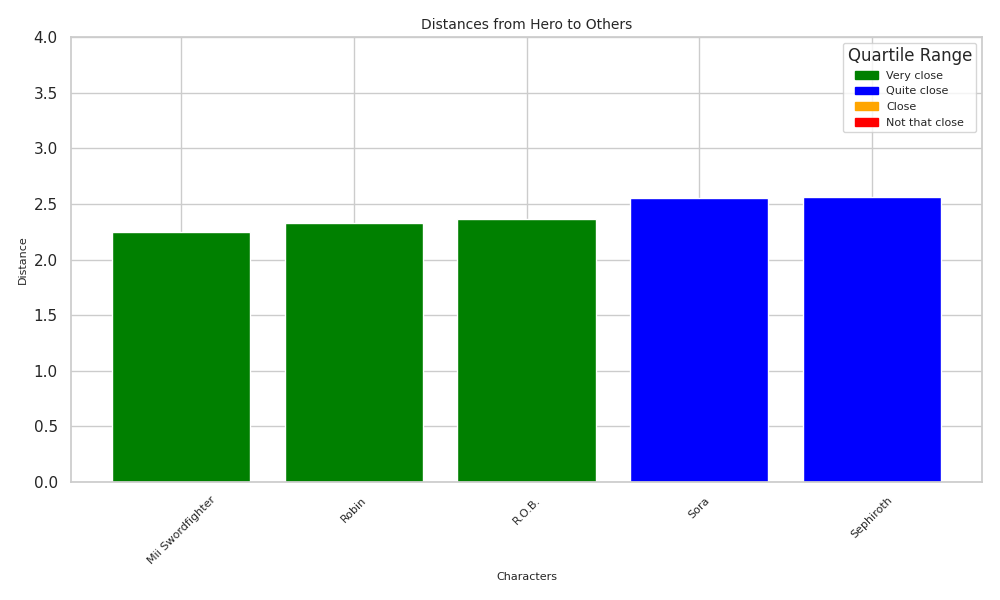 Distances from Hero to Others
4.0
3.5
3.0
2.5
2.0
1.5
1.0
0.5
0.0
Distance
Quartile Range
Very close
Quite close
Close
Not that close
Mii Swordfighter
Robin
R.O.B.
Sora
Sephiroth
Characters